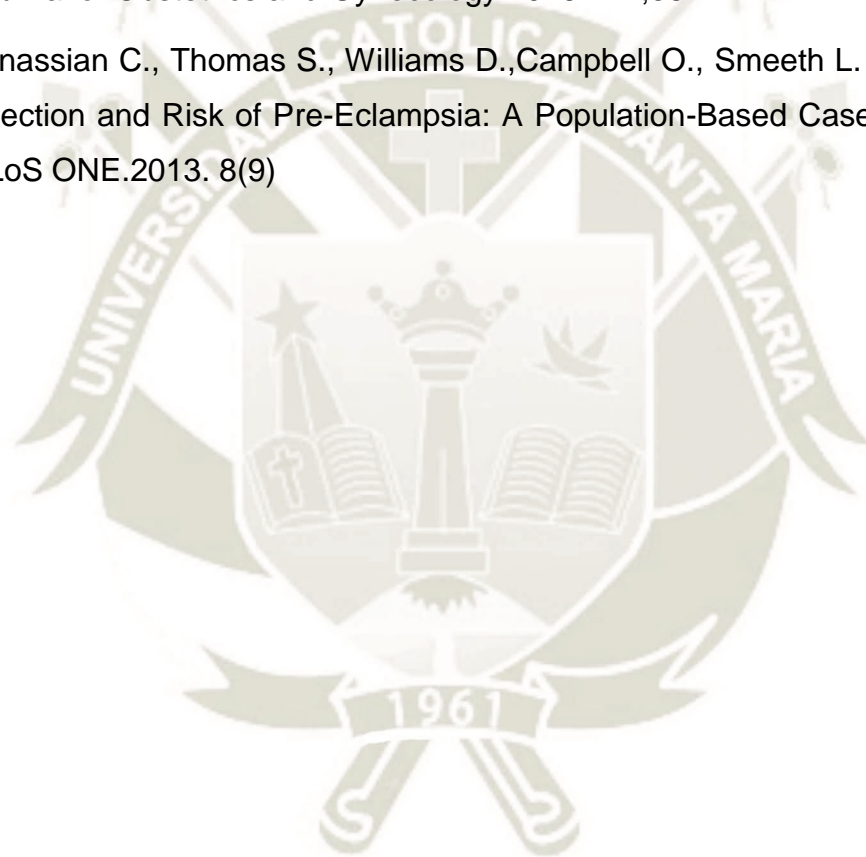 nassian C., Thomas S., Williams D.,Campbell O., Smeeth L.
ection and Risk of Pre-Eclampsia: A Population-Based Case
LoS ONE.2013. 8(9)
UNIVERSIDAD CATOLICA SANTA MARIA
1961